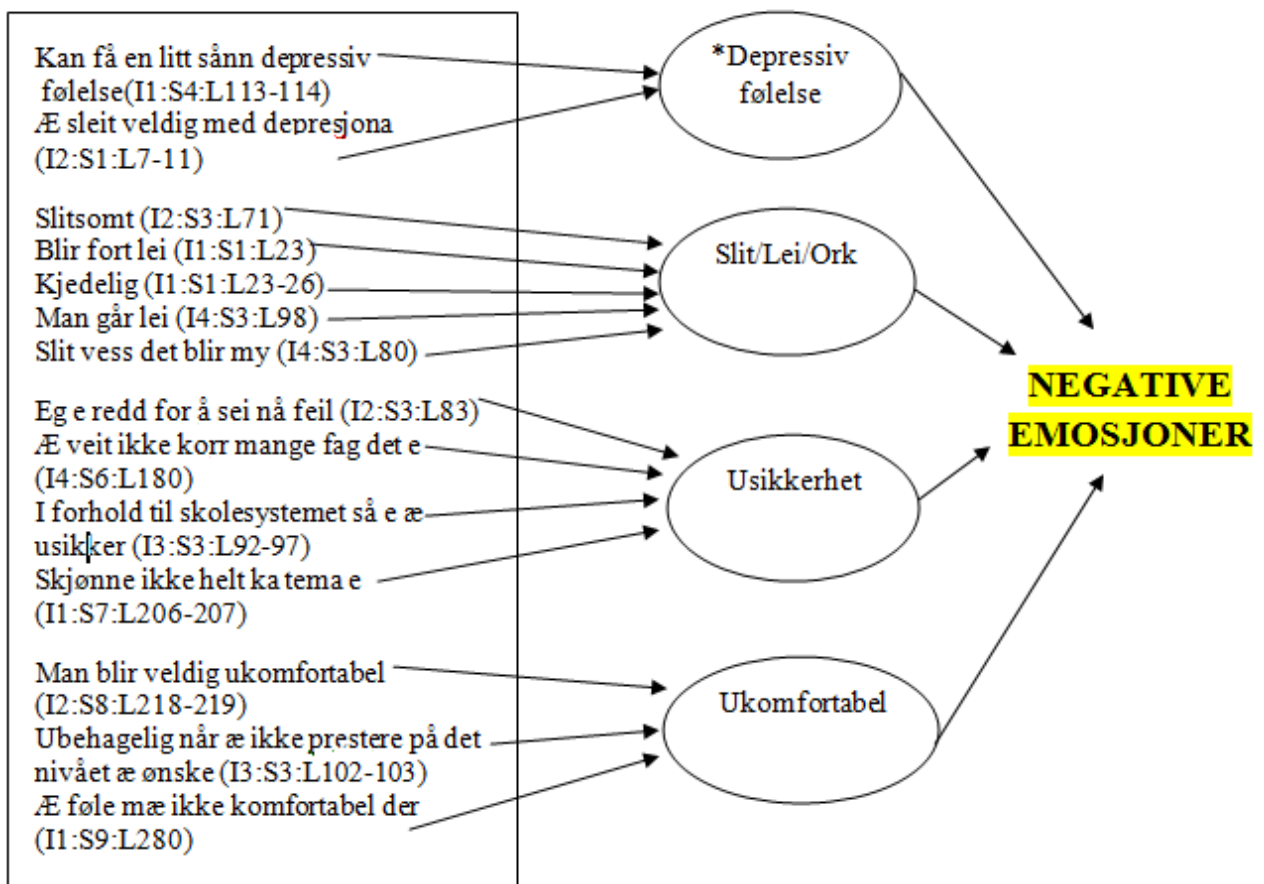 Kan få en litt sånn depressiv
følelse(I1:S4:L113-114)
Æ sleit veldig med depresjona
(I2:S1:L7-11)
Slitsomt (I2:S3:L71)
Blir fort lei (I1:S1:L23)
Kjedelig (I1:S1:L23-26)
Man går lei (I4:S3:L98)
Slit vess det blir my (I4:S3:L80)
Eg e redd for å sei nå feil (I2:S3:L83)
Æ veit ikke korr mange fag det e
(I4:S6:L180)
I forhold til skolesystemet så e æ
usikker (I3:S3:L92-97)
Skjønne ikke helt ka tema e
(I1:S7:L206-207)
Man blir veldig ukomfortabel
(I2:S8:L218-219)
Ubehagelig når æ ikke prestere på det
nivået æ ønske (I3:S3:L102-103)
Æ føle mæ ikke komfortabel der
(I1:S9:L280)
*Depressiv
følelse
Slit/Lei/Ork
Usikkerhet
Ukomfortabel
NEGATIVE
EMOSJONER